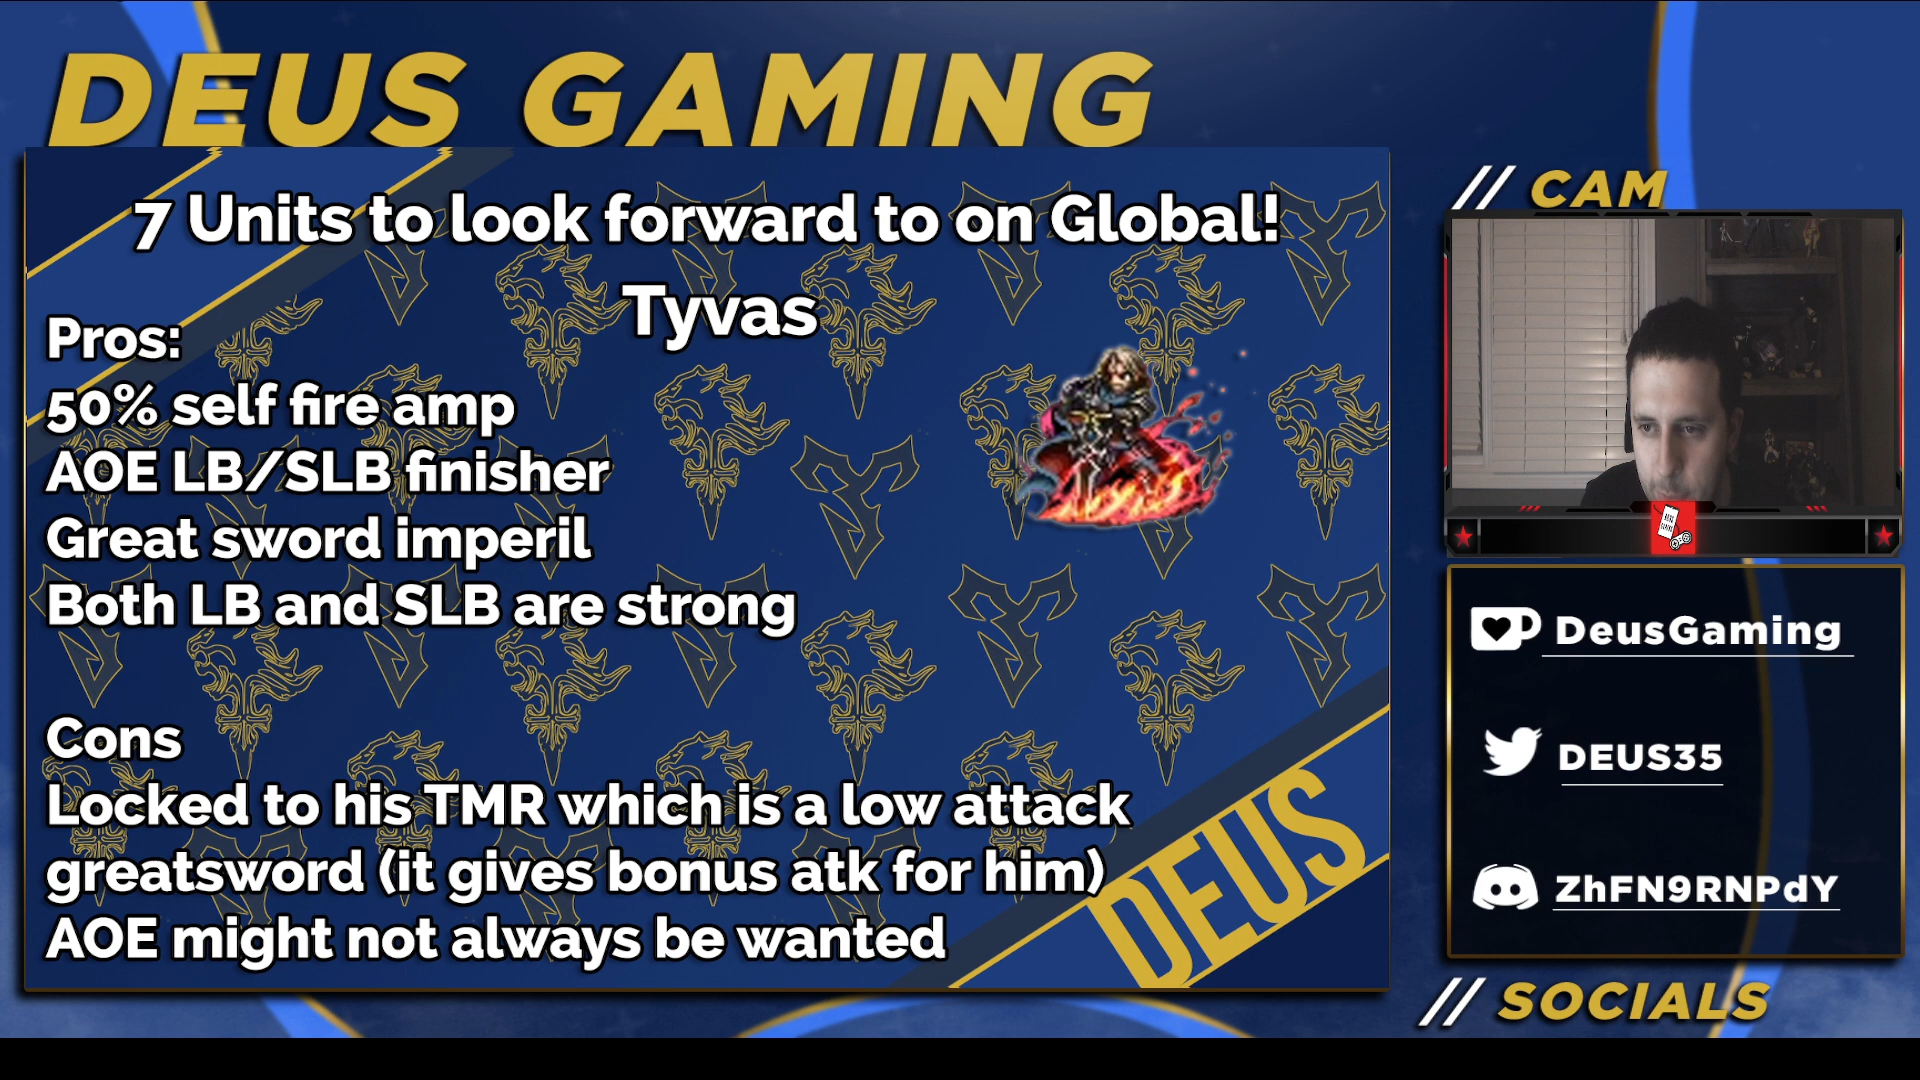 DEUS GAMING
7 Units to look forward to on Global!
Tyvas
Pros:
50% self fire amp
AOE LB/SLB finisher
Great sword imperil
Both LB and SLB are strong
Cons
Locked to his TMR which is a low attack
greatsword (it gives bonus atk for him)
AOE might not always be wanted
DEUS
// CAM
DeusGaming
DEUS35
ZhFN9RNPdY
// SOCIALS